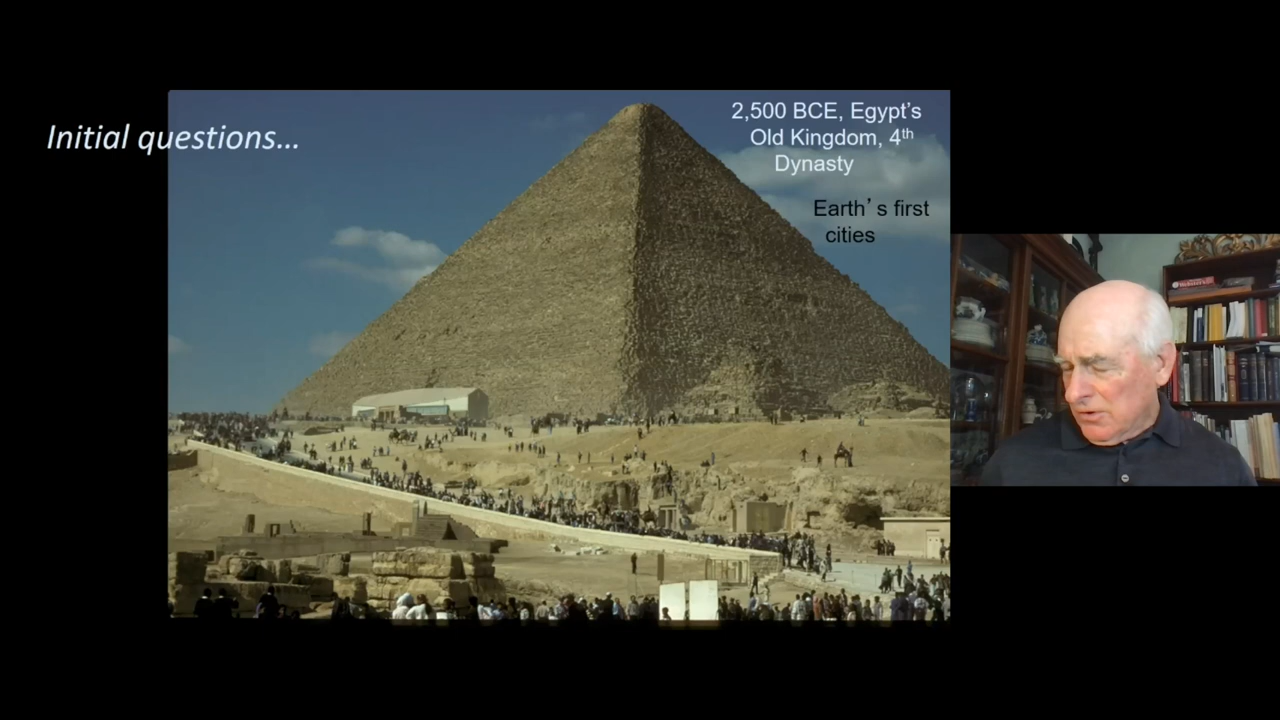 Initial questions...
2,500 BCE, Egypt’s
Old Kingdom, 4th
Dynasty
Earth’s first
cities